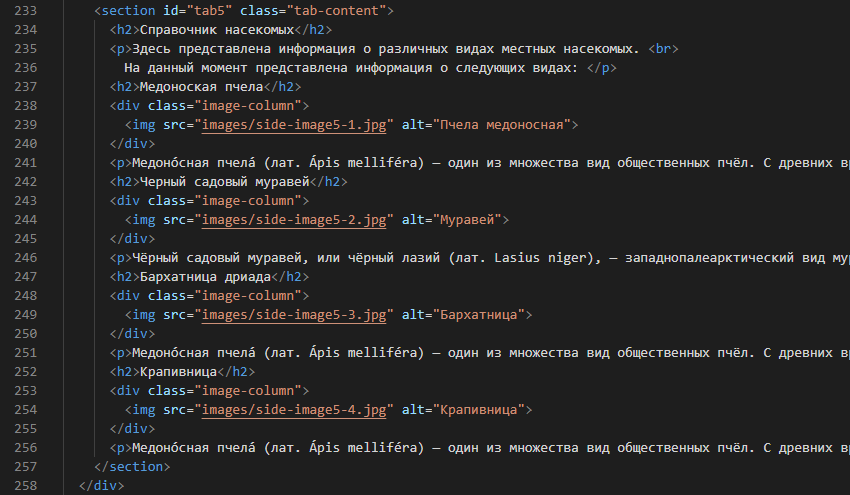 233 <section id="tab5" class="tab-content">
234 <h2>Справочник насекомых</h2>
235 <p>Здесь представлена информация о различных видах местных насекомых. <br>
236 На данный момент представлена информация о следующих видах: </p>
237 <h2>Медоноская пчела</h2>
238 <div class="image-column">
239 <img src="images/side-image5-1.jpg" alt="Пчела медоносная">
240 </div>
241 <p>Медоно́сная пчела́ (лат. Ápis melliféra) — один из множества вид общественных пчёл. С древних
242 <h2>Черный садовый муравей</h2>
243 <div class="image-column">
244 <img src="images/side-image5-2.jpg" alt="Муравей">
245 </div>
246 <p>Чёрный садовый муравей, или чёрный лазий (лат. Lasius niger), — западнопалеарктический вид
247 <h2>Бархатница дриада</h2>
248 <div class="image-column">
249 <img src="images/side-image5-3.jpg" alt="Бархатница">
250 </div>
251 <p>Медоно́сная пчела́ (лат. Ápis melliféra) — один из множества вид общественных пчёл. С древних
252 <h2>Крапивница</h2>
253 <div class="image-column">
254 <img src="images/side-image5-4.jpg" alt="Крапивница">
255 </div>
256 <p>Медоно́сная пчела́ (лат. Ápis melliféra) — один из множества вид общественных пчёл. С древних
257 </section>
258 </div>